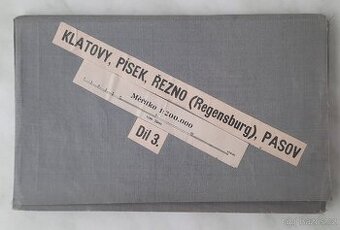 KLATOVY, PÍSEK, ŘEZNO (Regensburg), PASOV
Měřítko 1:200.000
Díl 3.